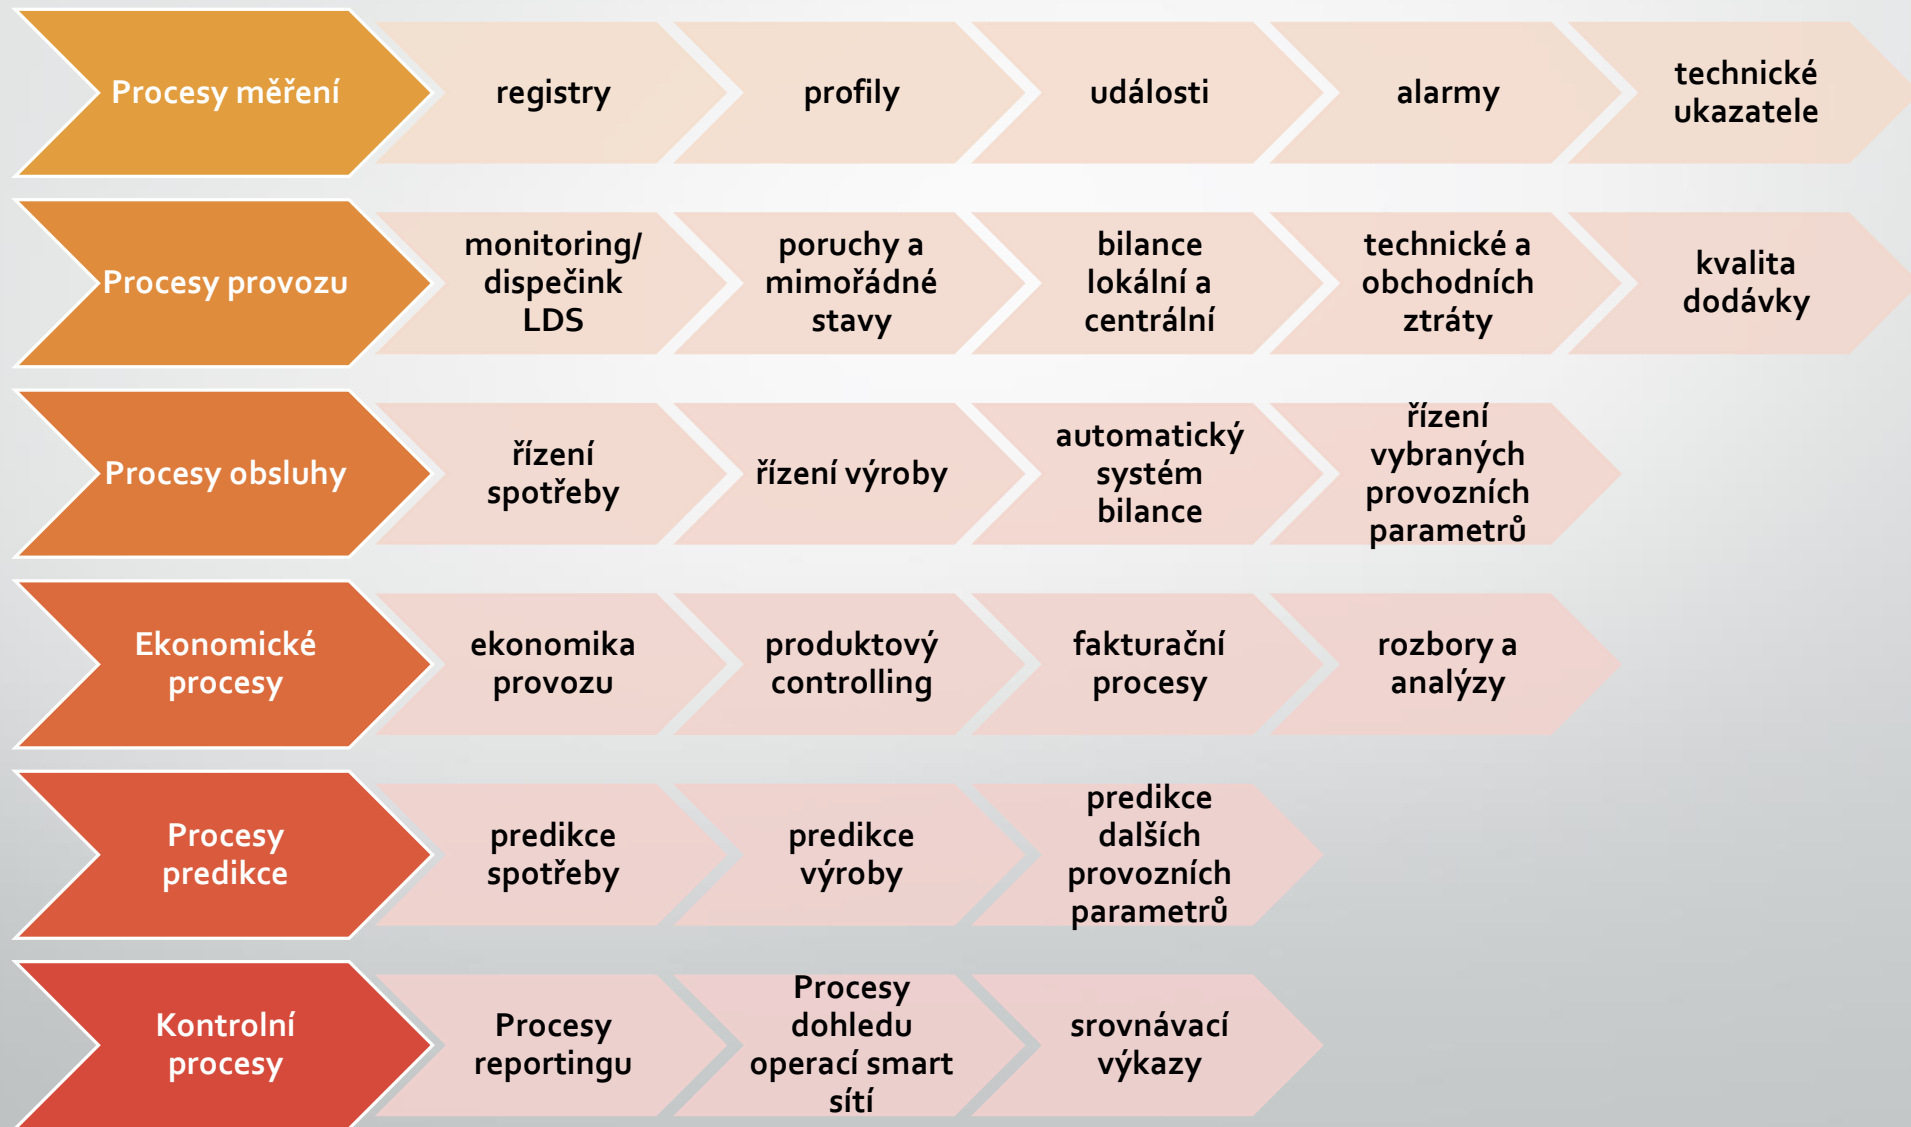 Procesy měření
registry
profily
události
alarmy
technické
ukazatele
Procesy provozu
monitoring/
dispečink
LDS
poruchy a
mimořádné
stavy
bilance
lokální a
centrální
technické a
obchodních
ztráty
kvalita
dodávky
Procesy obsluhy
řízení
spotřeby
řízení výroby
automatický
systém
bilance
řízení
vybraných
provozních
parametrů
Ekonomické
procesy
ekonomika
provozu
produktový
controlling
fakturační
procesy
rozbory a
analýzy
Procesy
predikce
predikce
spotřeby
predikce
výroby
predikce
dalších
provozních
parametrů
Kontrolní
procesy
Procesy
reportingu
Procesy
dohledu
operací smart
sítí
srovnávací
výkazy